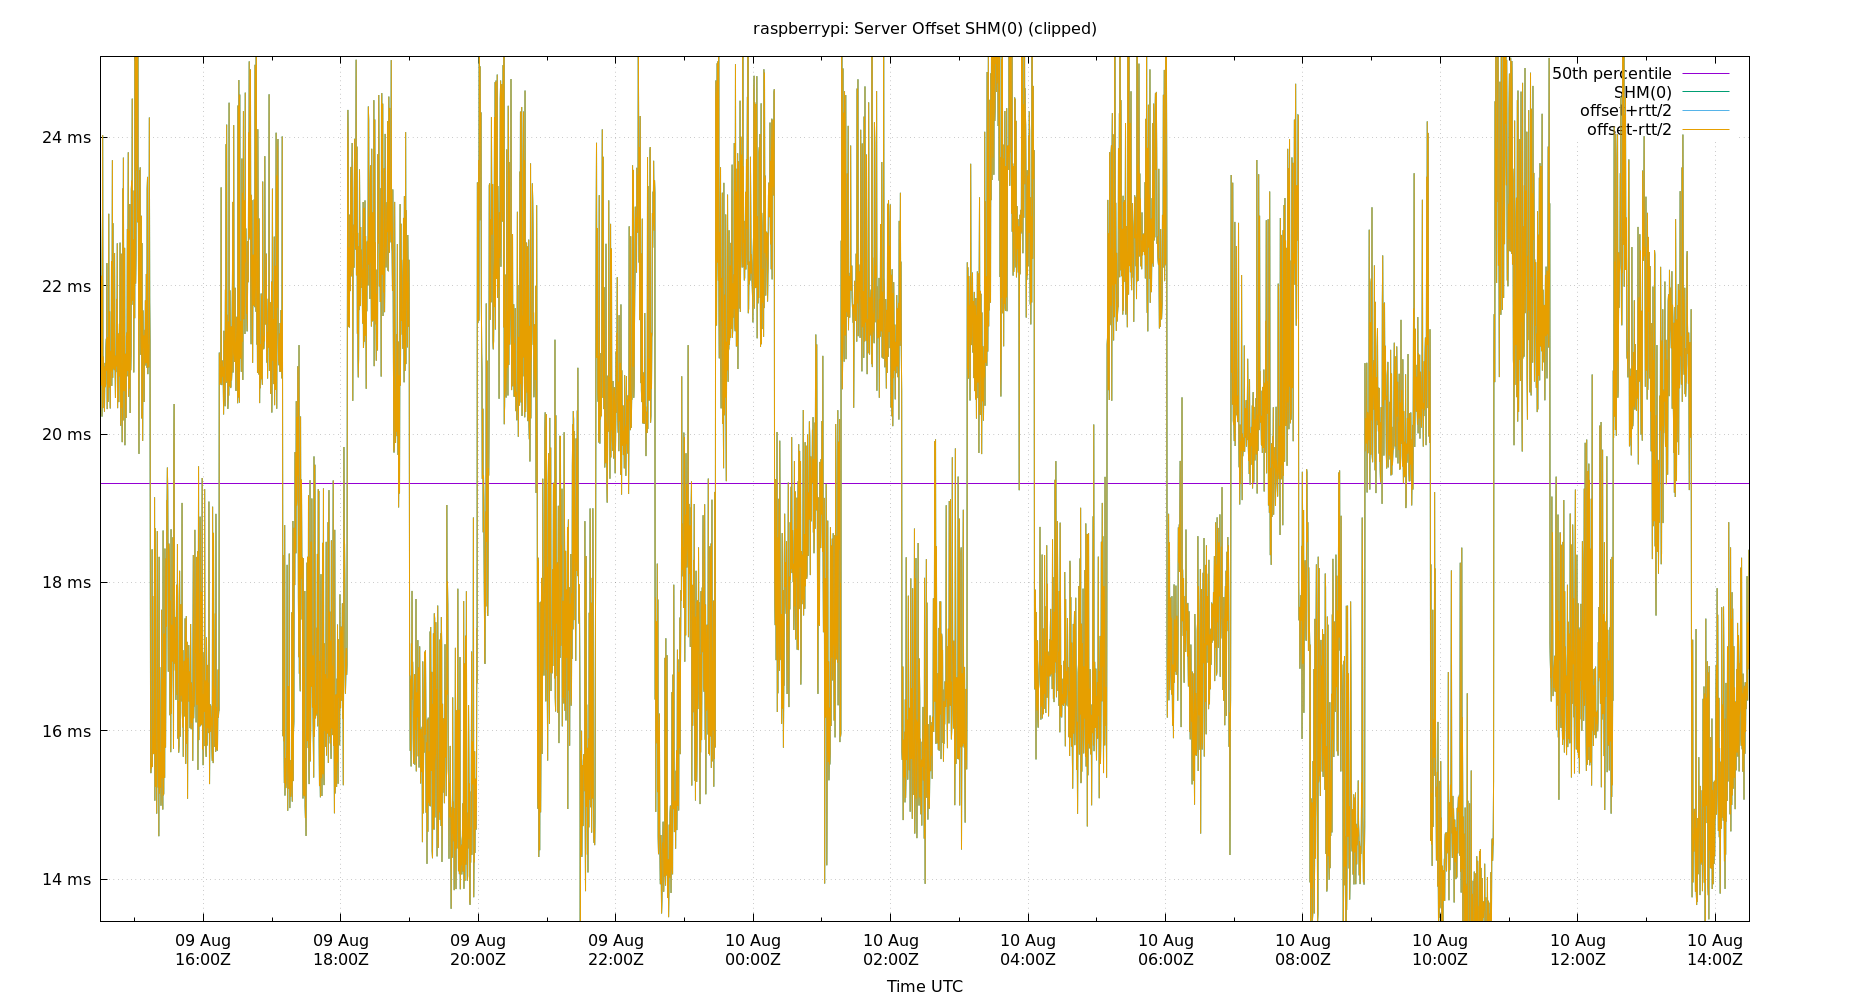 raspberrypi: Server Offset SHM(0) (clipped)
50th percentile
SHM(0)
offset+rtt/2
offset-rtt/2
24 ms
22 ms
20 ms
18 ms
16 ms
14 ms
09 Aug 09 Aug 09 Aug 09 Aug 10 Aug 10 Aug 10 Aug 10 Aug 10 Aug 10 Aug 10 Aug 10 Aug
16:00Z 18:00Z 20:00Z 22:00Z 00:00Z 02:00Z 04:00Z 06:00Z 08:00Z 10:00Z 12:00Z 14:00Z
Time UTC